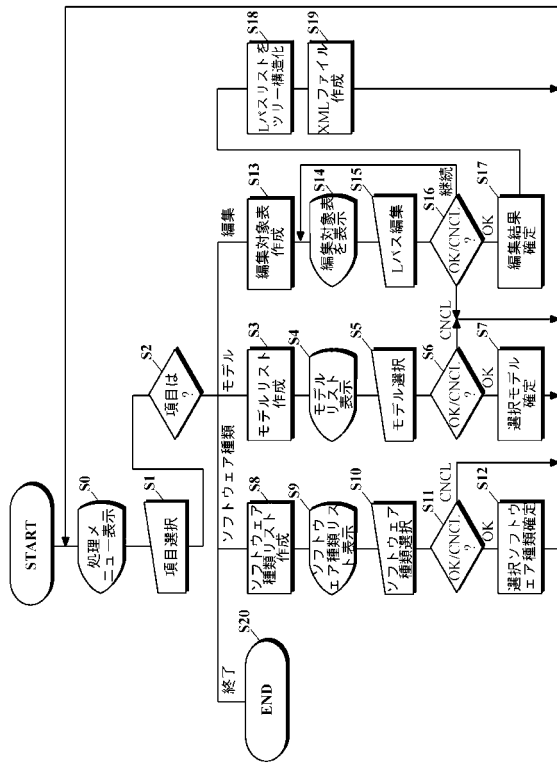 START
S0
処理メ
ニュー表示
S1
項目選択
S2
項目は
?
終了
ソフトウェア種類
モデル
編集
S20
END
S8
ソフトウェア
種類リスト
作成
S9
ソフトウ
ェア種類リス
ト表示
S10
ソフトウェア
種類選択
S11
OK/CNCL
?
CNCL
OK
S12
選択ソフトウ
ェア種類確定
S3
モデルリスト
作成
S4
モデル
リスト
表示
S5
モデル選択
S6
OK/CNCL
?
CNCL
OK
S7
選択モデル
確定
S13
編集対象表
作成
S14
編集対象表
を表示
S15
Lパス編集
S16
OK/CNCL
?
継続
CNCL
OK
S17
編集結果
確定
S18
Lパスリストを
ツリー構造化
S19
XMLファイル
作成